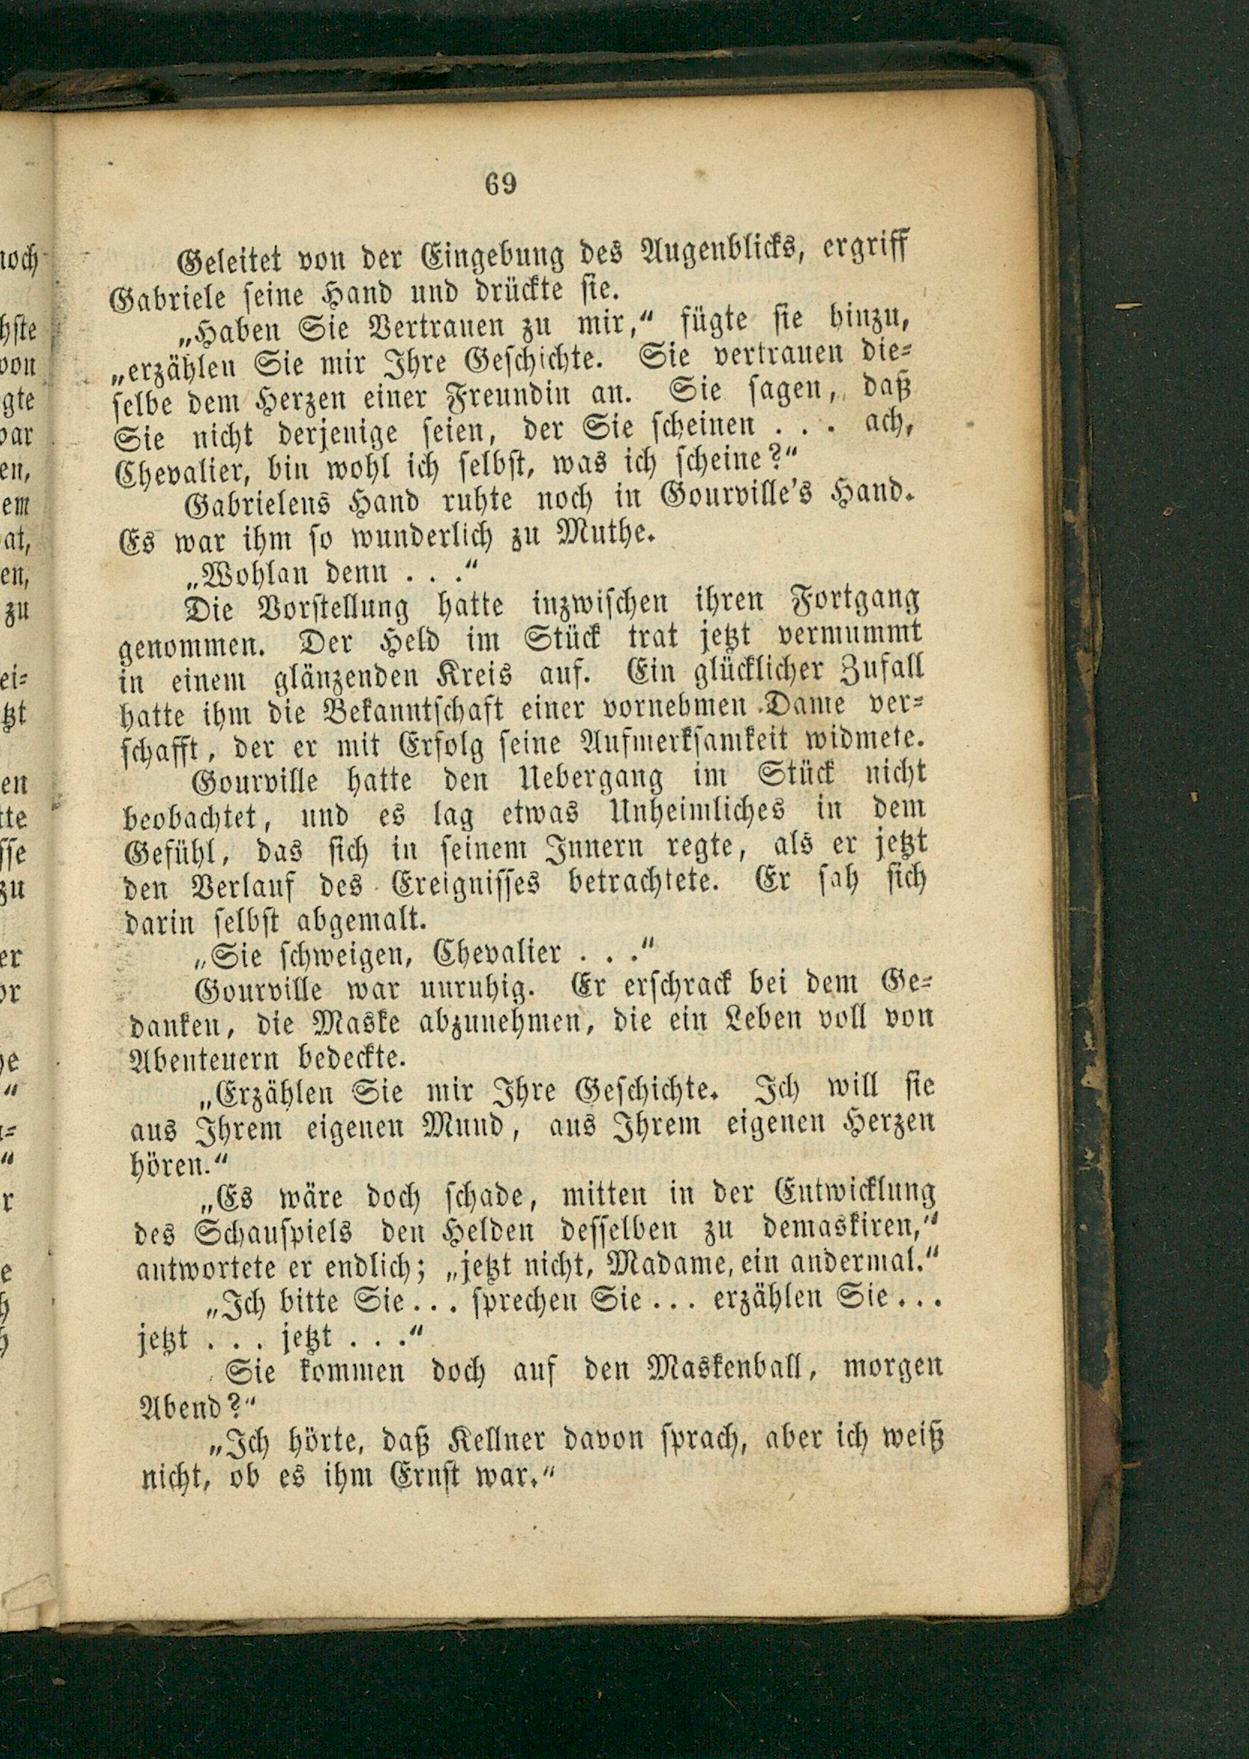 69
Geleitet von der Eingebung des Augenblicks, ergriff
Gabriele seine Hand und drückte sie.
„Haben Sie Vertrauen zu mir,“ fügte sie hinzu,
„erzählen Sie mir Ihre Geschichte. Sie vertrauen die-
selbe dem Herzen einer Freundin an. Sie sagen, daß
Sie nicht derjenige seien, der Sie scheinen . . . ach,
Chevalier, bin wohl ich selbst, was ich scheine?“
Gabrielens Hand ruhte noch in Gourville's Hand.
Es war ihm so wunderlich zu Muthe.
„Wohlan denn . . .“
Die Vorstellung hatte inzwischen ihren Fortgang
genommen. Der Held im Stück trat jetzt vermummt
in einem glänzenden Kreis auf. Ein glücklicher Zufall
hatte ihm die Bekanntschaft einer vornehmen Dame ver-
schafft, der er mit Erfolg seine Aufmerksamkeit widmete.
Gourville hatte den Uebergang im Stück nicht
beobachtet, und es lag etwas Unheimliches in dem
Gefühl, das sich in seinem Innern regte, als er jetzt
den Verlauf des Ereignisses betrachtete. Er sah sich
darin selbst abgemalt.
„Sie schweigen, Chevalier . . .“
Gourville war unruhig. Er erschrack bei dem Ge-
danken, die Maske abzunehmen, die ein Leben voll von
Abenteuern bedeckte.
„Erzählen Sie mir Ihre Geschichte. Ich will sie
aus Ihrem eigenen Mund, aus Ihrem eigenen Herzen
hören.“
„Es wäre doch schade, mitten in der Entwicklung
des Schauspiels den Helden desselben zu demaskiren,“
antwortete er endlich; „jetzt nicht, Madame, ein andermal.“
„Ich bitte Sie . . . sprechen Sie . . . erzählen Sie . . .
jetzt . . . jetzt . . .“
Sie kommen doch auf den Maskenball, morgen
Abend?“
„Ich hörte, daß Kellner davon sprach, aber ich weiß
nicht, ob es ihm Ernst war.“